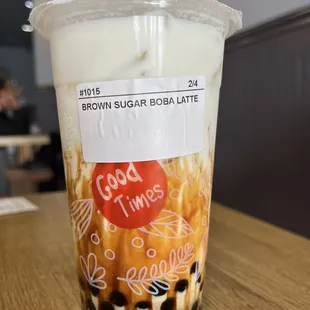 #1015 2/4
BROWN SUGAR BOBA LATTE
Good
Times